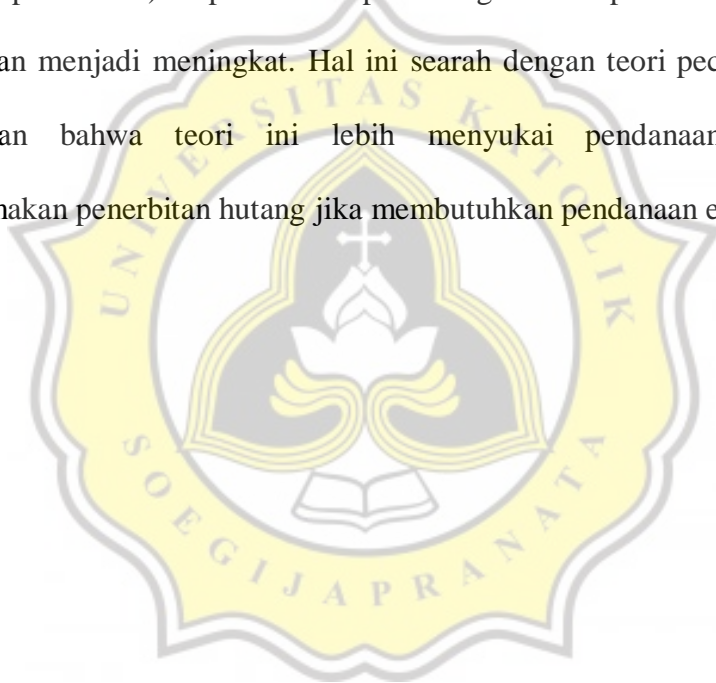 an menjadi meningkat. Hal ini searah dengan teori pec
an bahwa teori ini lebih menyukai pendanaan
nakan penerbitan hutang jika membutuhkan pendanaan e
UNIVERSITAS KATOLIK
SOEGIJAPRANATA